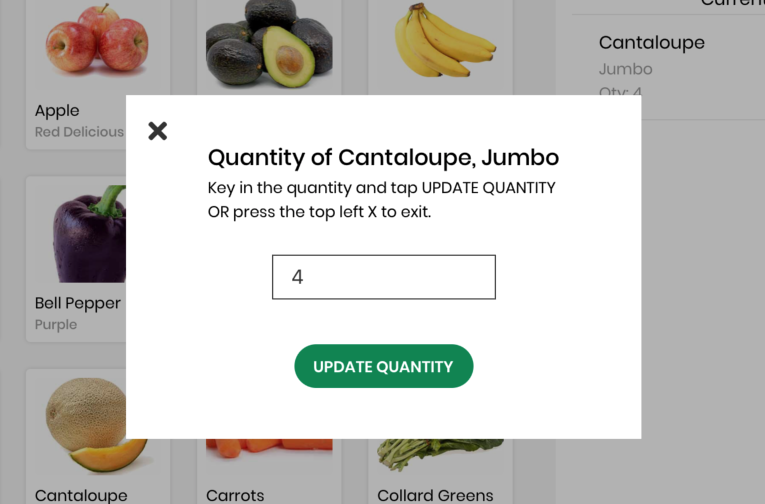 Cantaloupe
Jumbo
Qty: 4
Apple
Red Delicious
Quantity of Cantaloupe, Jumbo
Key in the quantity and tap UPDATE QUANTITY
OR press the top left X to exit.
4
UPDATE QUANTITY
Bell Pepper
Purple
Cantaloupe
Carrots
Collard Greens